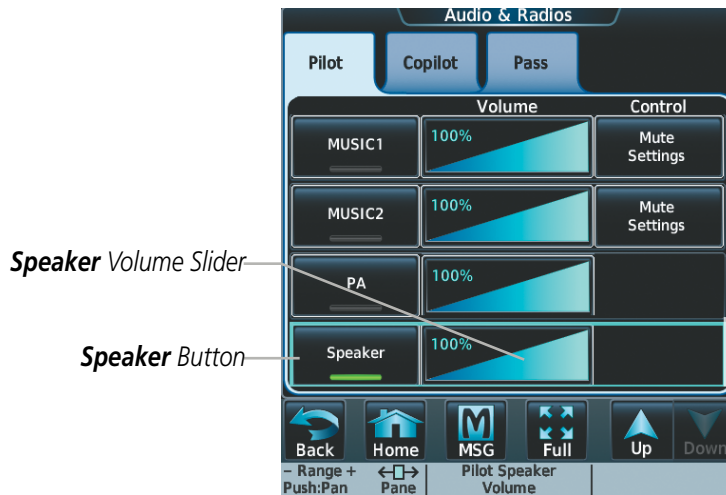 Audio & Radios
Pilot Copilot Pass
Volume Control
MUSIC1 100% Mute
Settings
MUSIC2 100% Mute
Settings
Speaker Volume Slider
PA 100%
Speaker Button
Speaker 100%
Back Home MSG Full Up Down
– Range + Pilot Speaker
Push:Pan Pane Volume